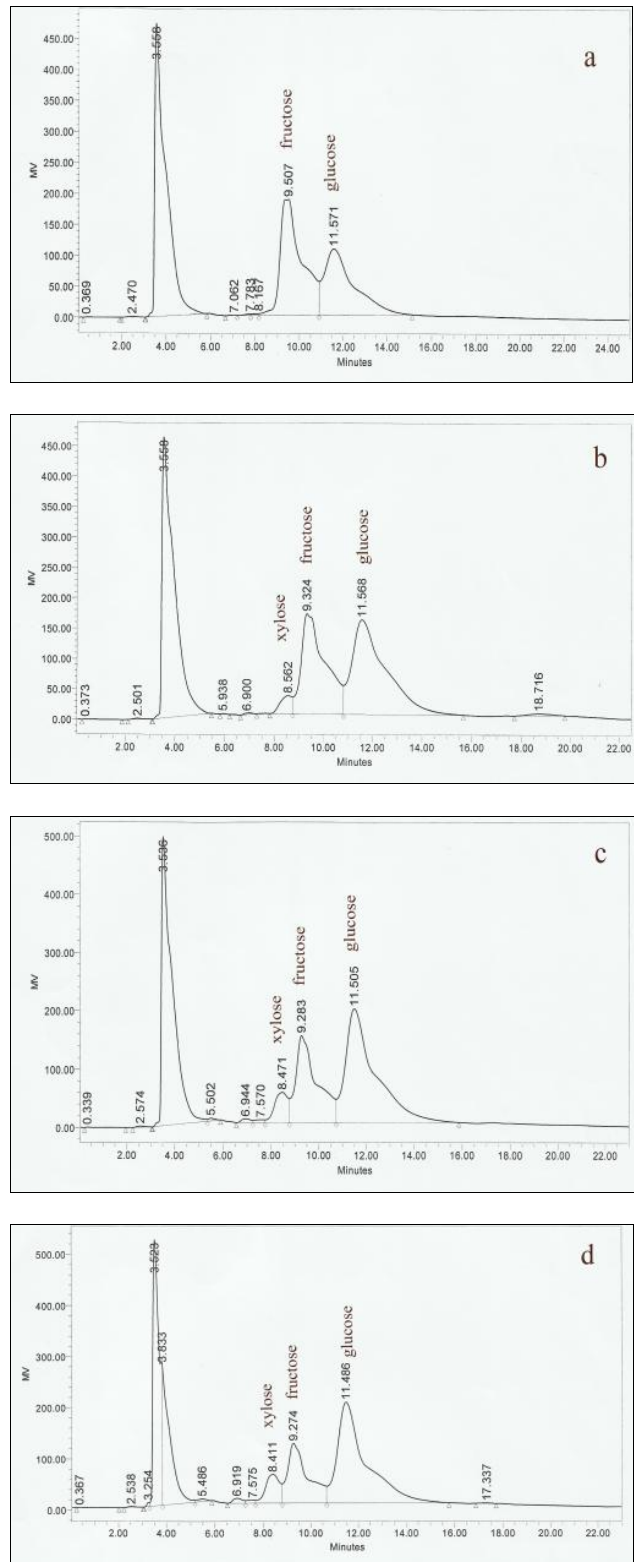 a
450.00
400.00
350.00
300.00
250.00
200.00
150.00
100.00
50.00
0.00
MV
0.369
2.470
3.558
7.062
7.783
8.167
fructose
9.507
glucose
11.571
2.00 4.00 6.00 8.00 10.00 12.00 14.00 16.00 18.00 20.00 22.00 24.00
Minutes
b
450.00
400.00
350.00
300.00
250.00
200.00
150.00
100.00
50.00
0.00
MV
0.373
2.501
3.558
5.938
6.900
xylose
8.562
fructose
9.324
glucose
11.568
18.716
2.00 4.00 6.00 8.00 10.00 12.00 14.00 16.00 18.00 20.00 22.00
Minutes
c
500.00
400.00
300.00
200.00
100.00
0.00
MV
0.339
2.574
3.536
5.502
6.944
7.570
xylose
8.471
fructose
9.283
glucose
11.505
2.00 4.00 6.00 8.00 10.00 12.00 14.00 16.00 18.00 20.00 22.00
Minutes
d
500.00
400.00
300.00
200.00
100.00
0.00
MV
0.367
2.538
3.254
3.523
3.833
5.486
6.919
7.575
xylose
8.411
fructose
9.274
glucose
11.486
17.337
2.00 4.00 6.00 8.00 10.00 12.00 14.00 16.00 18.00 20.00 22.00
Minutes